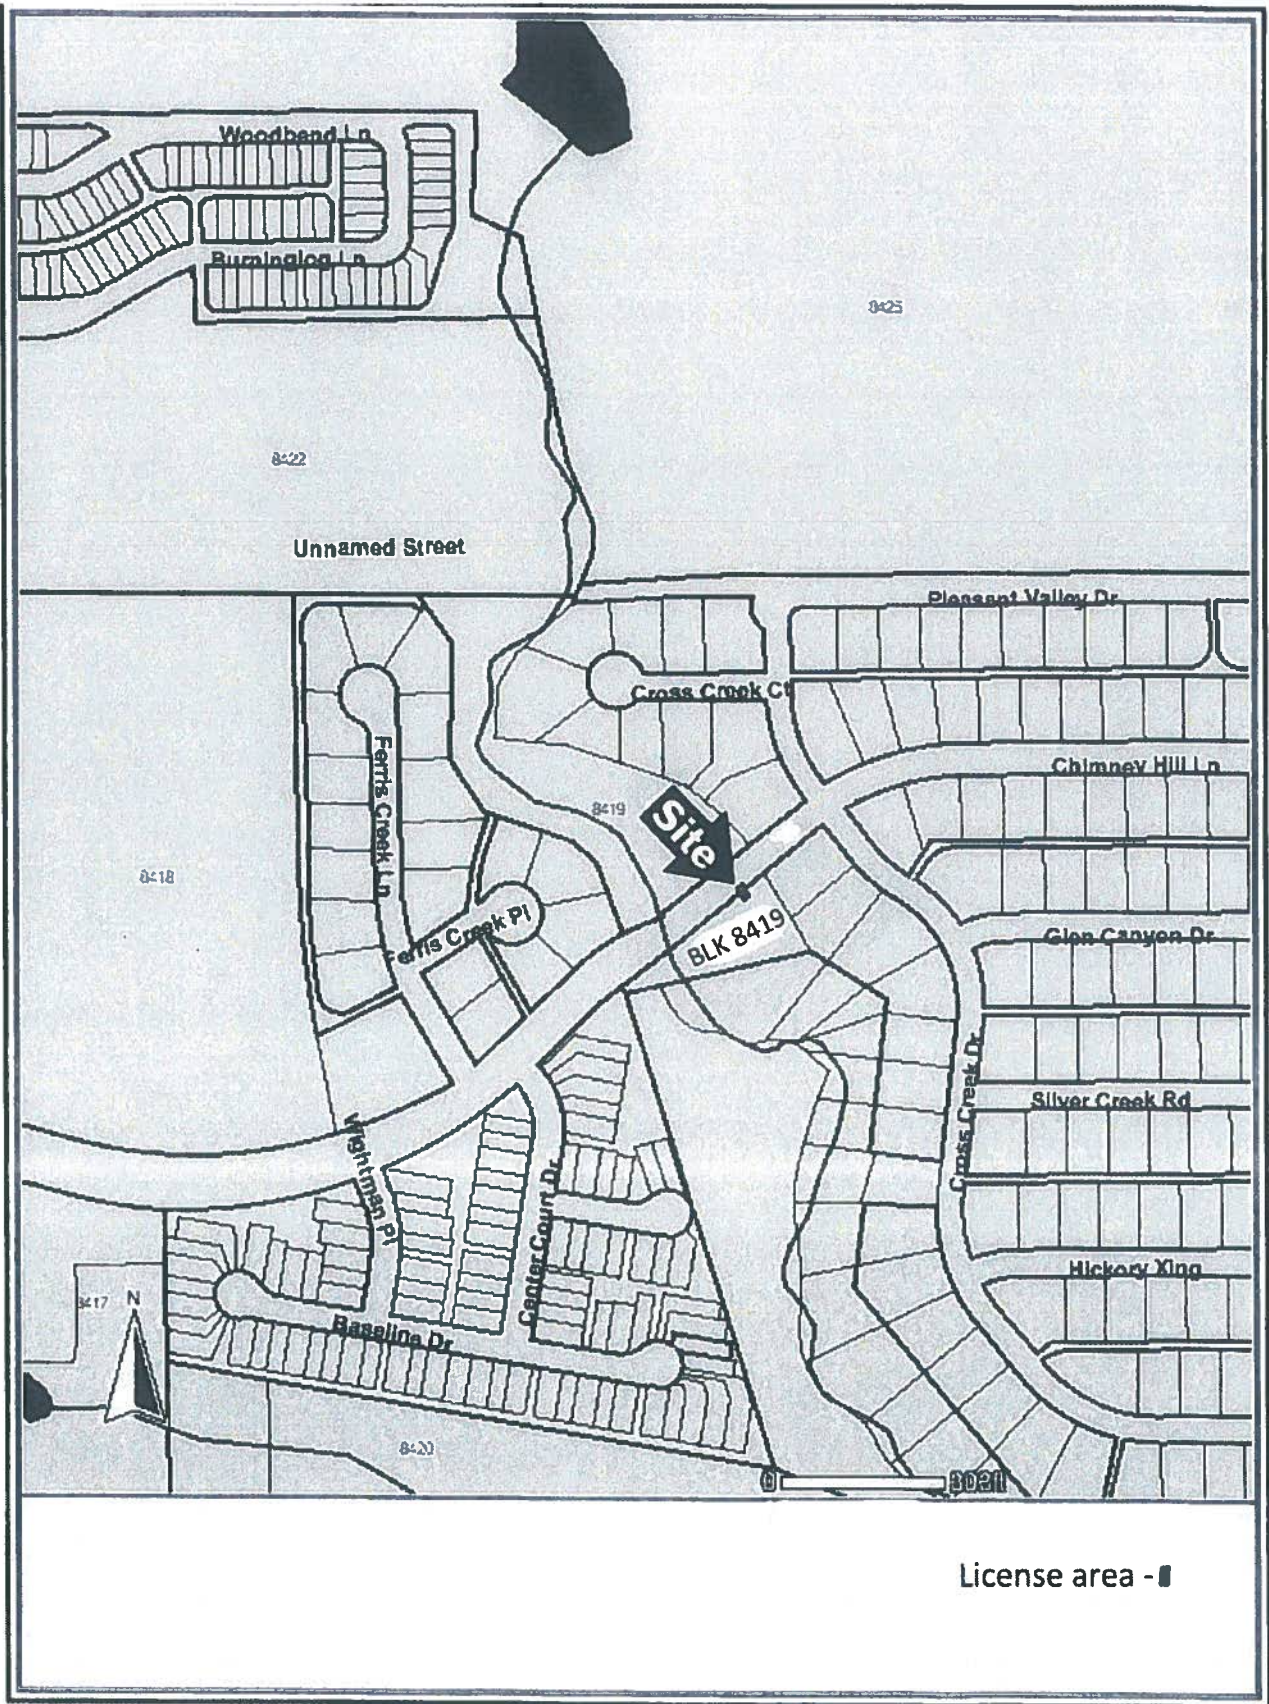 Woodbend Ln
Burninglog Ln
8425
8422
Unnamed Street
Pleasant Valley Dr
Cross Creek Ct
Ferris Creek Ln
Chimney Hill Ln
8419
Site
8418
Ferris Creek Pl
BLK 8419
Glen Canyon Dr
Cross Creek Dr
Silver Creek Rd
Wightman Pl
Center Court Dr
Hickory Xing
8417
N
Baseline Dr
8420
0
License area -